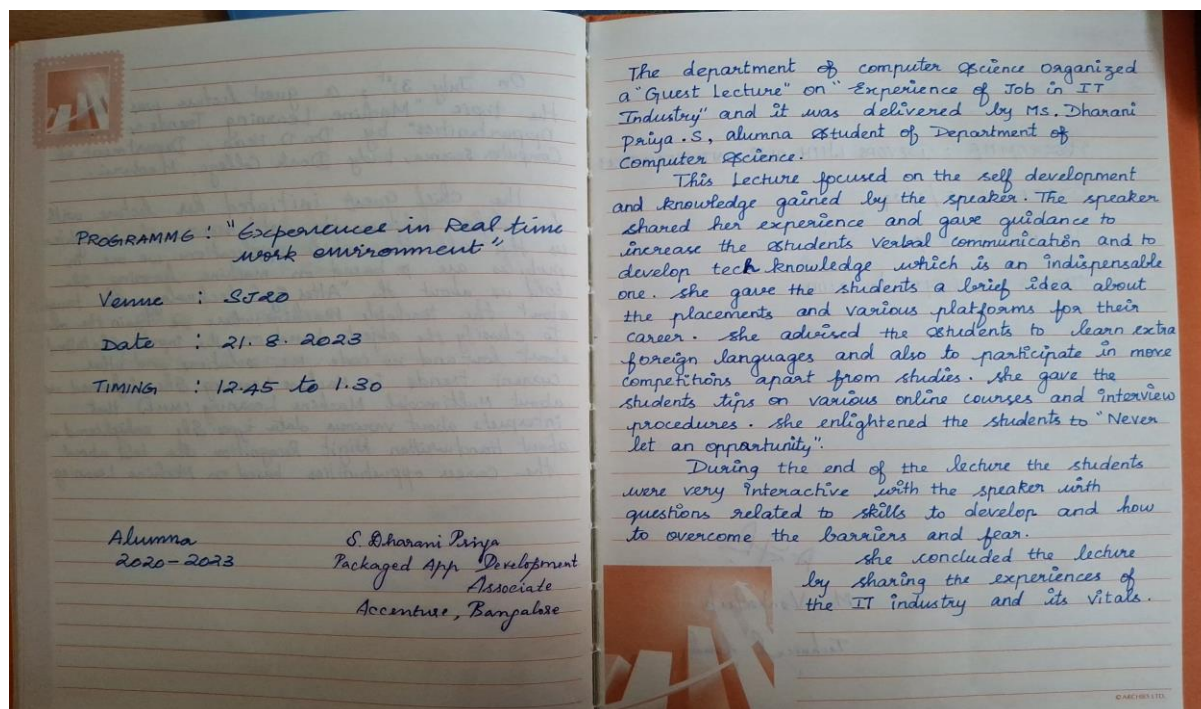 PROGRAMME : "Experiences in Real time
work environment"
Venue : SJ20
Date : 21.8.2023
TIMING : 12.45 to 1.30
Alumna
2020-2023
S. Dharani Priya
Packaged App Development
Associate
Accenture, Bangalore
The department of computer science organized
a "Guest Lecture" on "Experience of Job in IT
Industry" and it was delivered by Ms. Dharani
Priya.S, alumna student of Department of
Computer Science.
This Lecture focused on the self development
and knowledge gained by the speaker. The speaker
shared her experience and gave guidance to
increase the students verbal communication and to
develop tech knowledge which is an indispensable
one. she gave the students a brief idea about
the placements and various platforms for their
career. she advised the students to learn extra
foreign languages and also to participate in more
competitions apart from studies. she gave the
students tips on various online courses and interview
procedures. she enlightened the students to "Never
let an opportunity".
During the end of the lecture the students
were very interactive with the speaker with
questions related to skills to develop and how
to overcome the barriers and fear.
she concluded the lecture
by sharing the experiences of
the IT industry and its vitals.
© ARCHIES LTD.